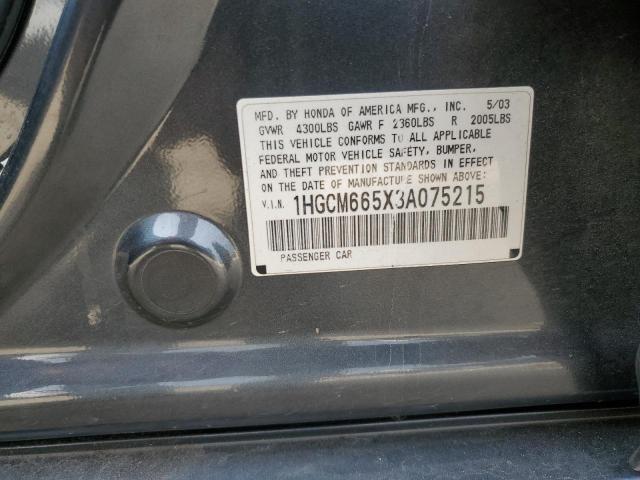 MFD. BY HONDA OF AMERICA MFG., INC. 5/03
GVWR 4300LBS GAWR F 2360LBS R 2005LBS
THIS VEHICLE CONFORMS TO ALL APPLICABLE
FEDERAL MOTOR VEHICLE SAFETY, BUMPER,
AND THEFT PREVENTION STANDARDS IN EFFECT
ON THE DATE OF MANUFACTURE SHOWN ABOVE:
V.I.N. 1HGCM665X3A075215
PASSENGER CAR